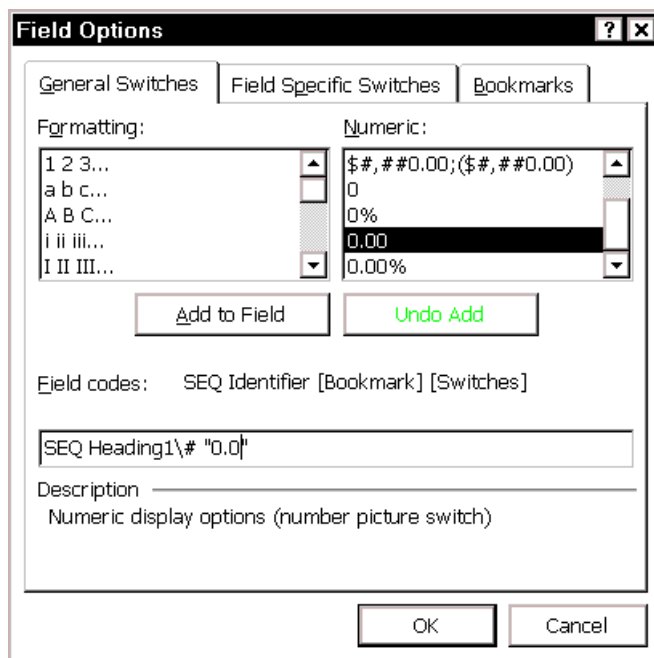 Field Options
General Switches Field Specific Switches Bookmarks
Formatting: Numeric:
1 2 3...
a b c...
A B C...
i ii iii...
I II III...
$#,##0.00;($#,##0.00)
0
0%
0.00
0.00%
Add to Field Undo Add
Field codes: SEQ Identifier [Bookmark] [Switches]
SEQ Heading1\# "0.0"
Description
Numeric display options (number picture switch)
OK Cancel